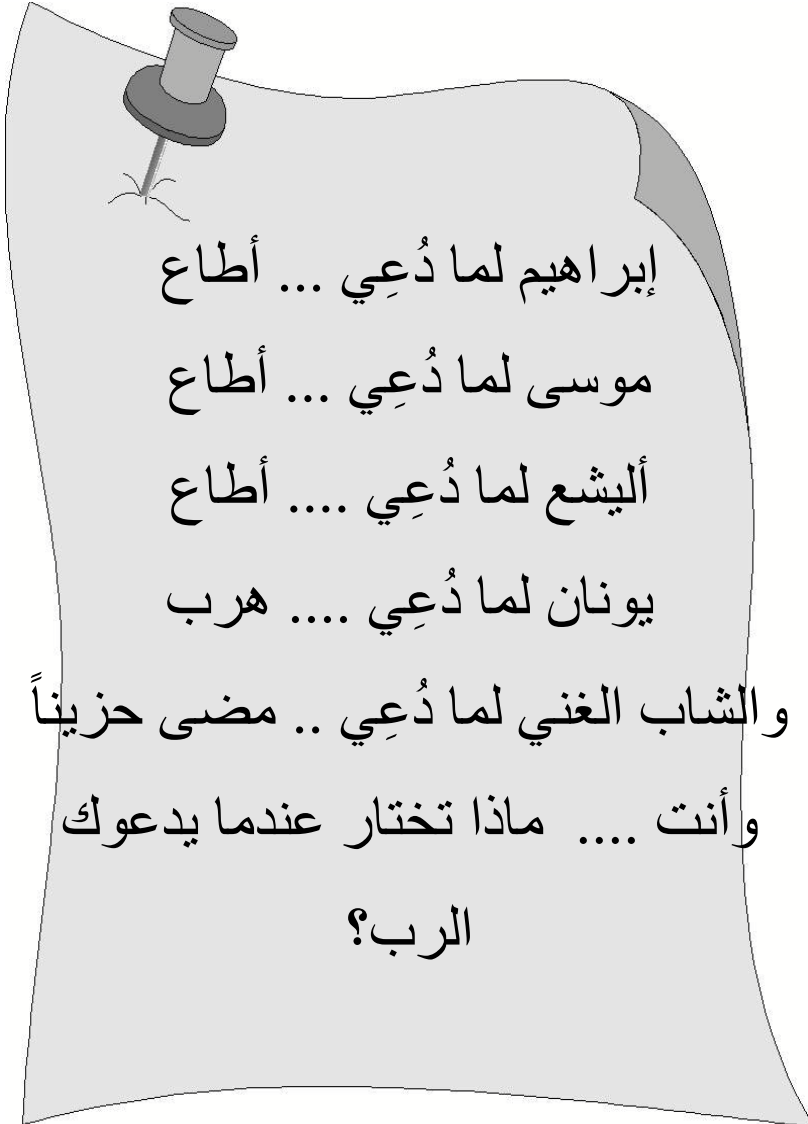 إبراهيم لما دُعِي ... أطاع
موسى لما دُعِي ... أطاع
أليشع لما دُعِي .... أطاع
يونان لما دُعِي .... هرب
والشاب الغني لما دُعِي .. مضى حزيناً
وأنت .... ماذا تختار عندما يدعوك
الرب؟